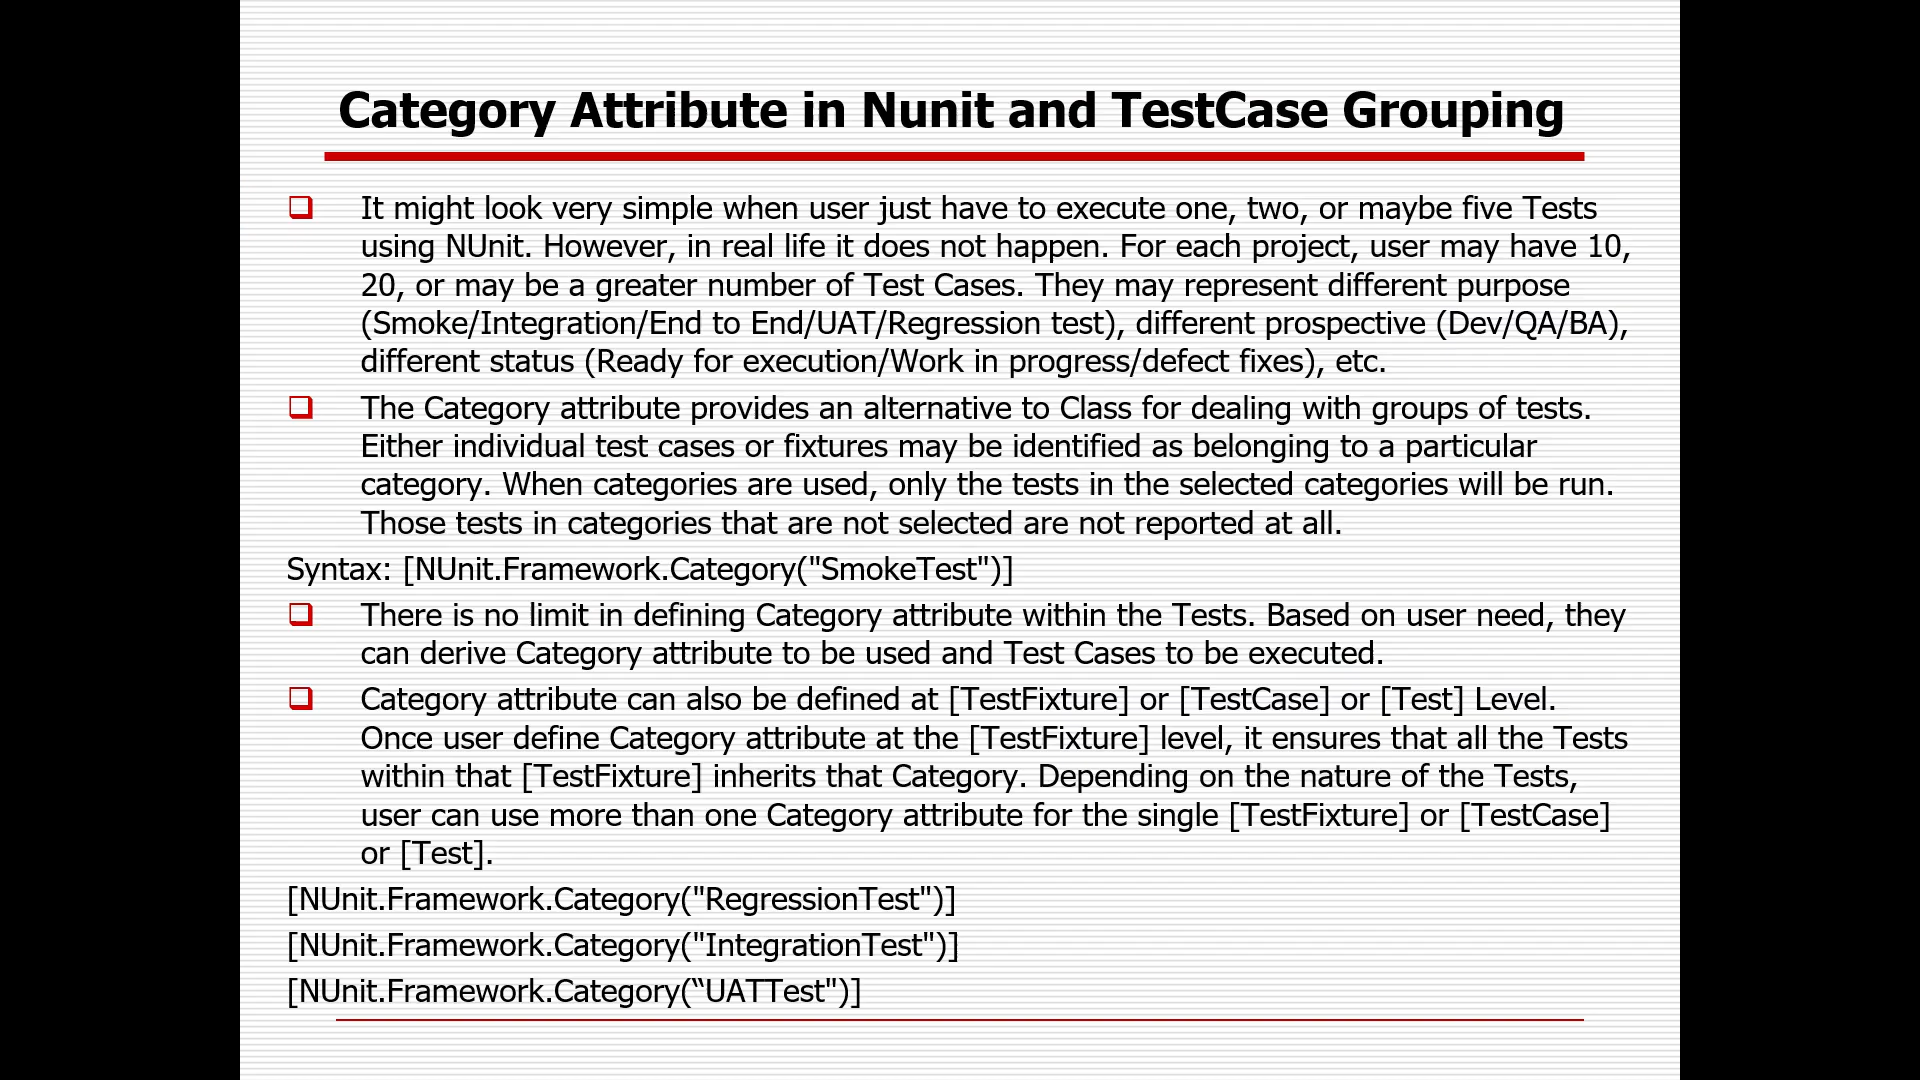 Category Attribute in Nunit and TestCase Grouping
It might look very simple when user just have to execute one, two, or maybe five Tests
using NUnit. However, in real life it does not happen. For each project, user may have 10,
20, or may be a greater number of Test Cases. They may represent different purpose
(Smoke/Integration/End to End/UAT/Regression test), different prospective (Dev/QA/BA),
different status (Ready for execution/Work in progress/defect fixes), etc.
The Category attribute provides an alternative to Class for dealing with groups of tests.
Either individual test cases or fixtures may be identified as belonging to a particular
category. When categories are used, only the tests in the selected categories will be run.
Those tests in categories that are not selected are not reported at all.
Syntax: [NUnit.Framework.Category("SmokeTest")]
There is no limit in defining Category attribute within the Tests. Based on user need, they
can derive Category attribute to be used and Test Cases to be executed.
Category attribute can also be defined at [TestFixture] or [TestCase] or [Test] Level.
Once user define Category attribute at the [TestFixture] level, it ensures that all the Tests
within that [TestFixture] inherits that Category. Depending on the nature of the Tests,
user can use more than one Category attribute for the single [TestFixture] or [TestCase]
or [Test].
[NUnit.Framework.Category("RegressionTest")]
[NUnit.Framework.Category("IntegrationTest")]
[NUnit.Framework.Category(“UATTest")]